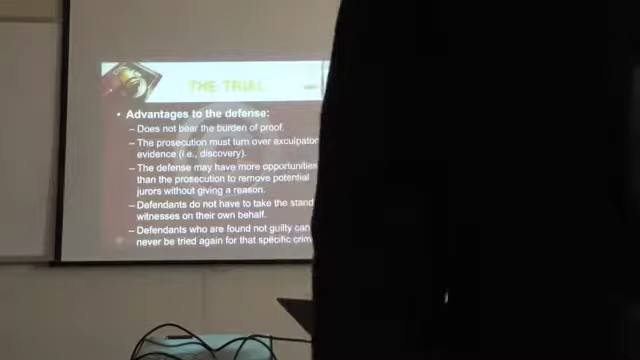 THE TRIAL
• Advantages to the defense:
– Does not bear the burden of proof.
– The prosecution must turn over exculpator
evidence (i.e., discovery).
– The defense may have more opportunities
than the prosecution to remove potential
jurors without giving a reason.
– Defendants do not have to take the stand
witnesses on their own behalf.
– Defendants who are found not guilty can
never be tried again for that specific crim